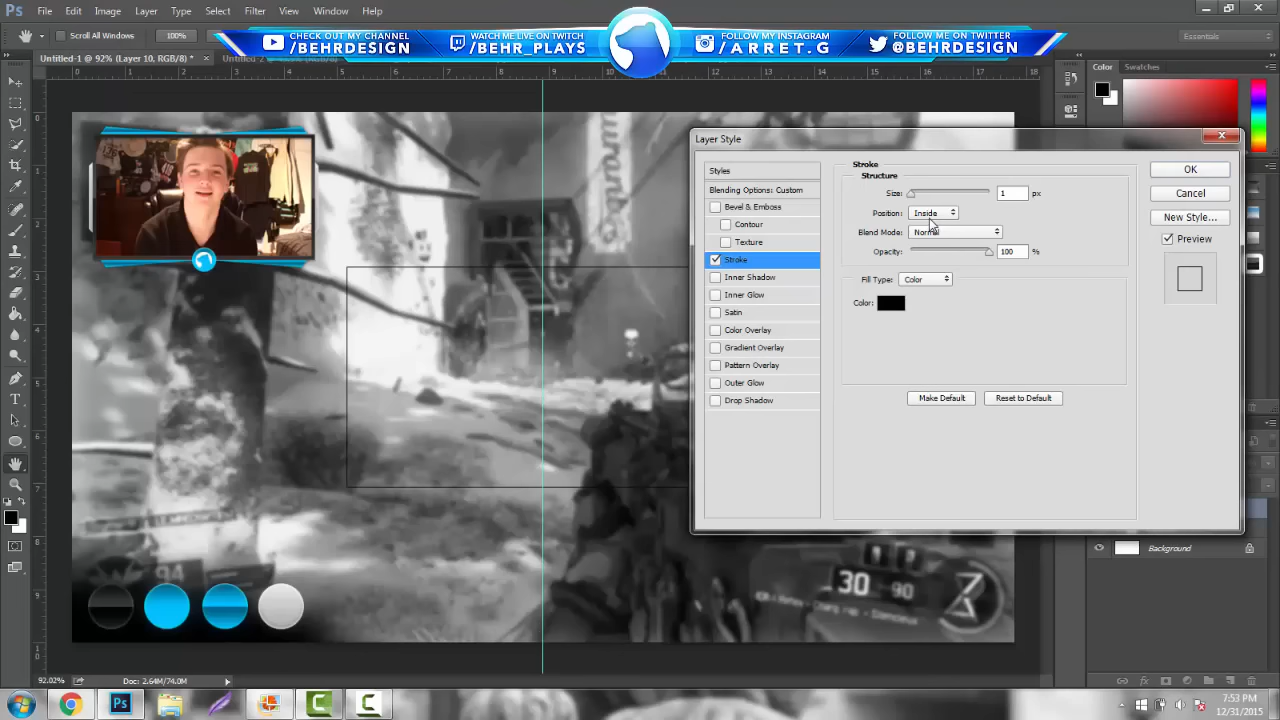 Ps File Edit Image Layer Type Select Filter View Window Help
Scroll All Windows 100%
CHECK OUT MY CHANNEL
/BEHRDESIGN
WATCH ME LIVE ON TWITCH
/BEHR_PLAYS
FOLLOW MY INSTAGRAM
/ARRET.G
FOLLOW ME ON TWITTER
@BEHRDESIGN
Essentials
Untitled-1 @ 92% (Layer 10, RGB/8) *
Color Swatches
Layer Style
Styles
Blending Options: Custom
Bevel & Emboss
Contour
Texture
Stroke
Inner Shadow
Inner Glow
Satin
Color Overlay
Gradient Overlay
Pattern Overlay
Outer Glow
Drop Shadow
Stroke
Structure
Size: 1 px
Position: Inside
Blend Mode: Normal
Opacity: 100 %
Fill Type: Color
Color:
Make Default Reset to Default
OK
Cancel
New Style...
Preview
Background
94
30 90
92.02% Doc: 2.64M/74.0M
Ps
7:53 PM
12/31/2015